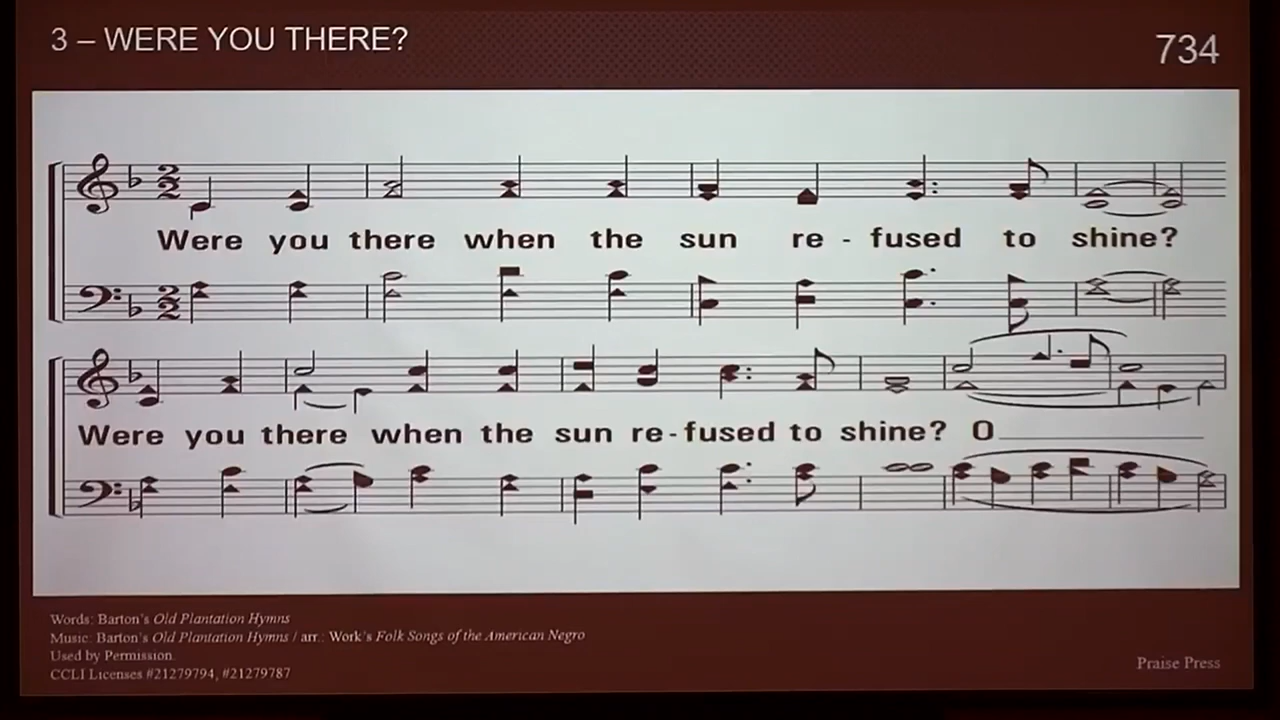 3 – WERE YOU THERE?
734
Were you there when the sun re - fused to shine?
Were you there when the sun re - fused to shine? O
Words: Barton's Old Plantation Hymns
Music: Barton's Old Plantation Hymns / arr.: Work's Folk Songs of the American Negro
Used by Permission.
CCLI Licenses #21279794, #21279787
Praise Press